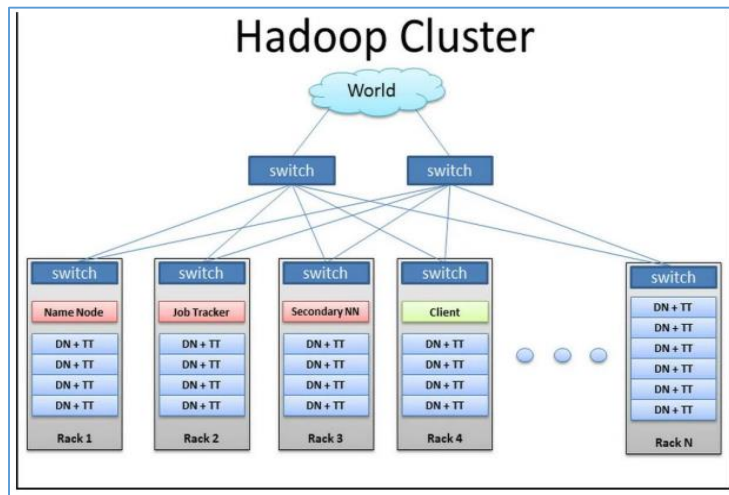 Hadoop Cluster
World
switch
switch
switch
Name Node
DN + TT
DN + TT
DN + TT
DN + TT
Rack 1
switch
Job Tracker
DN + TT
DN + TT
DN + TT
DN + TT
Rack 2
switch
Secondary NN
DN + TT
DN + TT
DN + TT
DN + TT
Rack 3
switch
Client
DN + TT
DN + TT
DN + TT
DN + TT
Rack 4
switch
DN + TT
DN + TT
DN + TT
DN + TT
DN + TT
DN + TT
Rack N